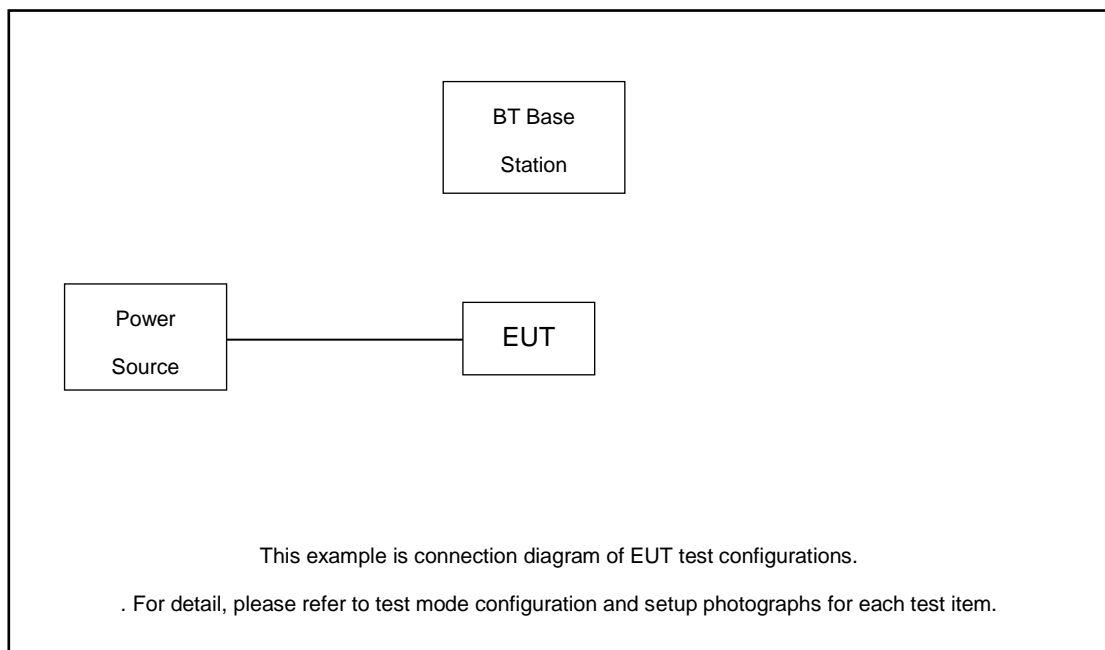 BT Base
Station
Power
Source
EUT
This example is connection diagram of EUT test configurations.
. For detail, please refer to test mode configuration and setup photographs for each test item.